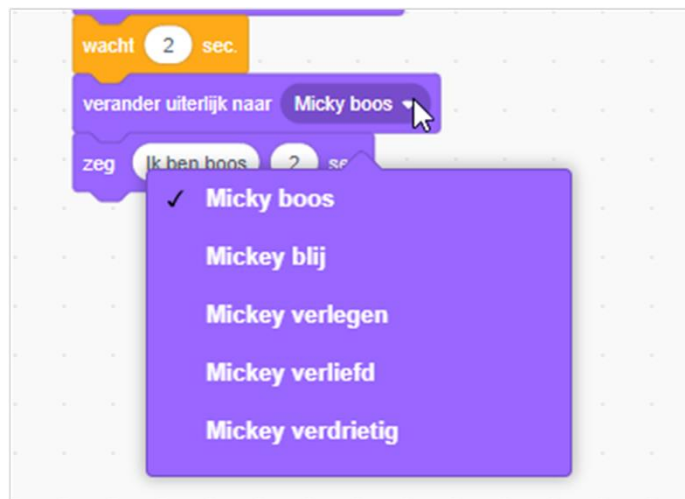 wacht 2 sec.
verander uiterlijk naar Micky boos
zeg Ik ben boos 2 se
Micky boos
Mickey blij
Mickey verlegen
Mickey verliefd
Mickey verdrietig